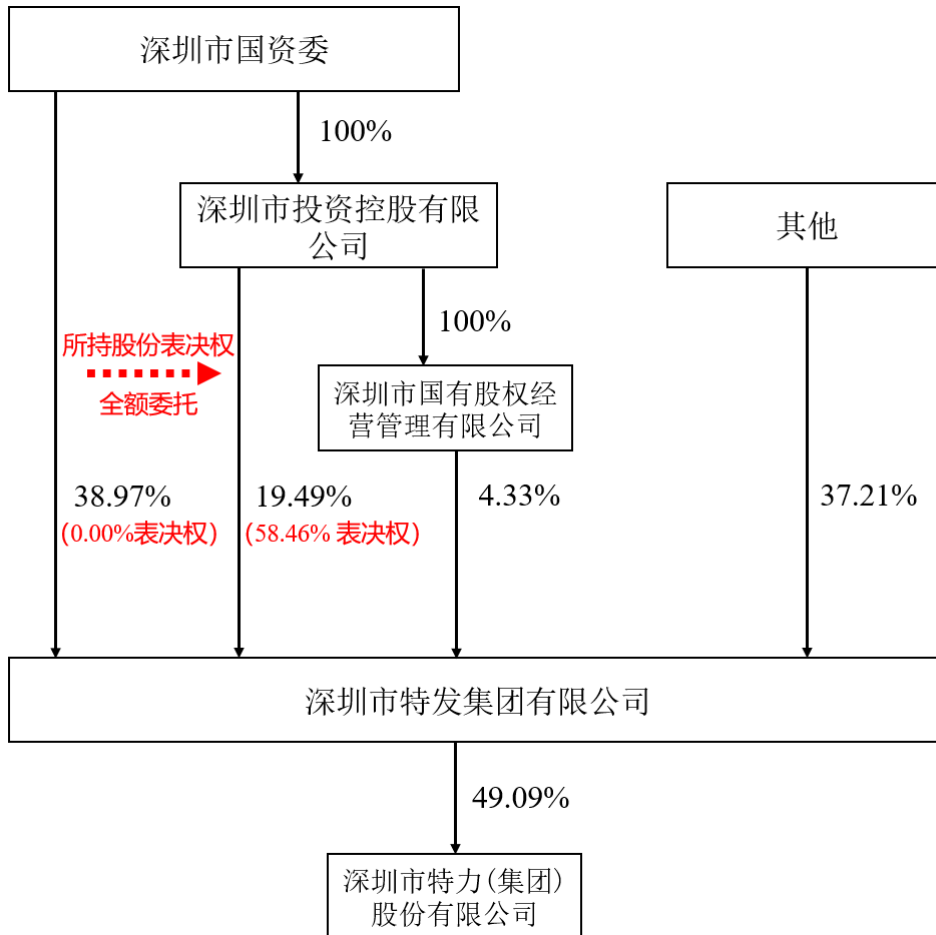 深圳市国资委
100%
深圳市投资控股有限
公司
其他
100%
所持股份表决权
全额委托
深圳市国有股权经
营管理有限公司
38.97%
(0.00%表决权)
19.49%
(58.46% 表决权)
4.33%
37.21%
深圳市特发集团有限公司
49.09%
深圳市特力(集团)
股份有限公司